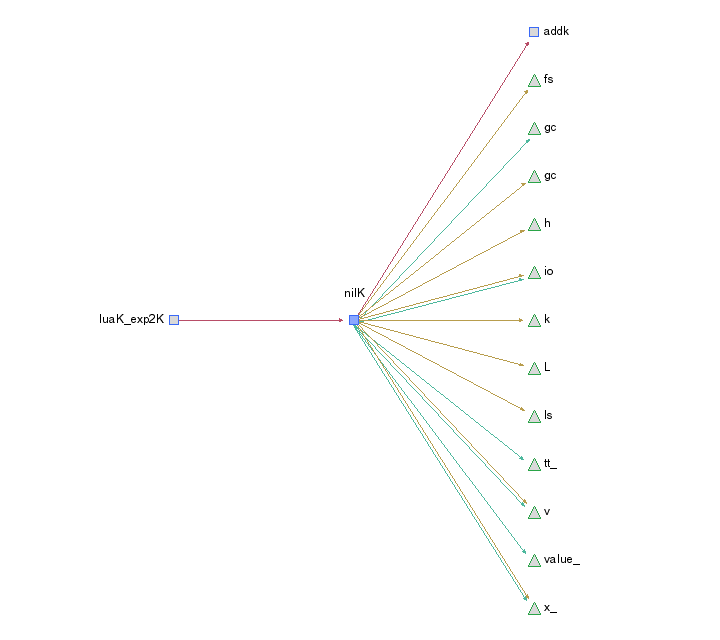 addk
fs
gc
gc
h
io
nilK
luaK_exp2K
k
L
ls
tt_
v
value_
x_